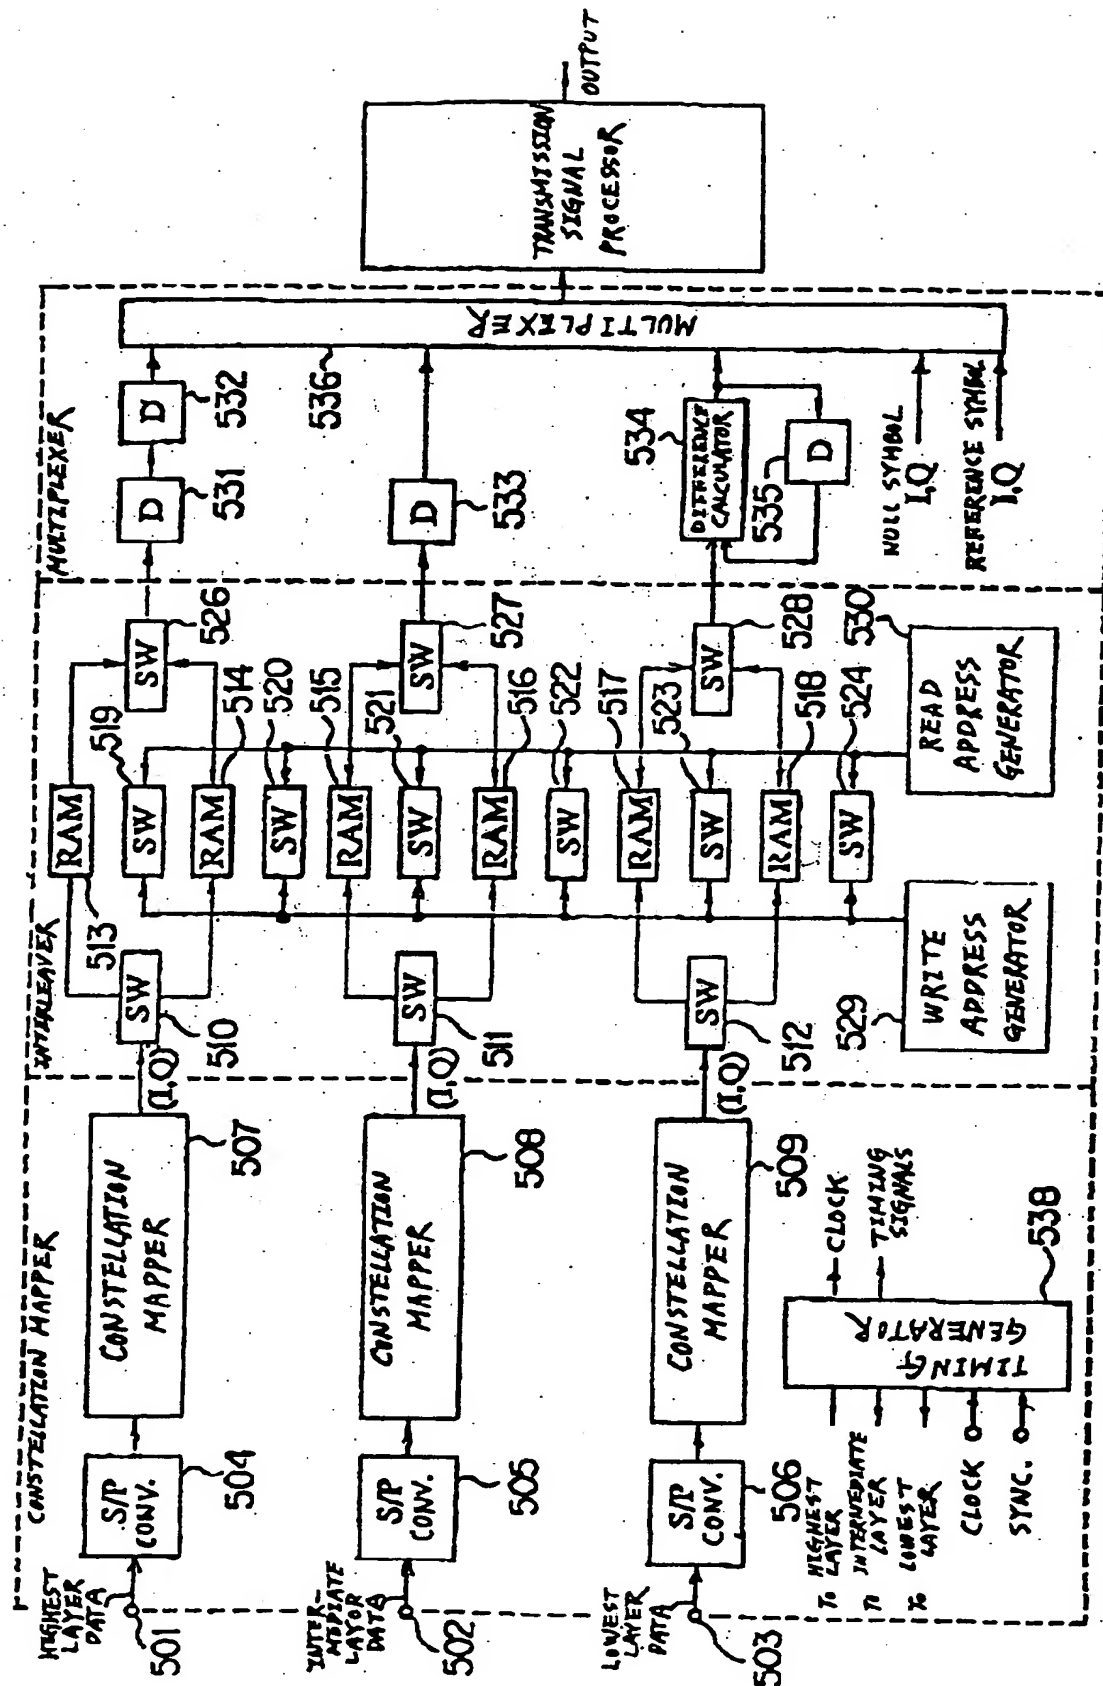 CONSTELLATION MAPPER
INTERLEAVER
MULTIPLEXER
HIGHEST
LAYER
DATA
501
S/P
CONV.
504
CONSTELLATION
MAPPER
507
(I,Q)
SW
510
RAM
513
SW
519
RAM
514
SW
520
SW
526
D
531
D
532
INTER-
MEDIATE
LAYOR
DATA
502
S/P
CONV.
505
CONSTELLATION
MAPPER
508
(I,Q)
SW
511
RAM
515
SW
521
RAM
516
SW
522
SW
527
D
533
536
MULTIPLEXER
TRANSMISSION
SIGNAL
PROCESSOR
OUTPUT
LOWEST
LAYER
DATA
503
S/P
CONV.
506
CONSTELLATION
MAPPER
509
(I,Q)
SW
512
RAM
517
SW
523
RAM
518
SW
524
SW
528
DIFFERENCE
CALCULATOR
534
D
535
NULL SYMBOL
I,Q
REFERENCE SYMBOL
I,Q
To HIGHEST
LAYER
To INTERMEDIATE
LAYER
To LOWEST
LAYER
CLOCK
SYNC.
TIMING
GENERATOR
538
CLOCK
TIMING
SIGNALS
529
WRITE
ADDRESS
GENERATOR
530
READ
ADDRESS
GENERATOR